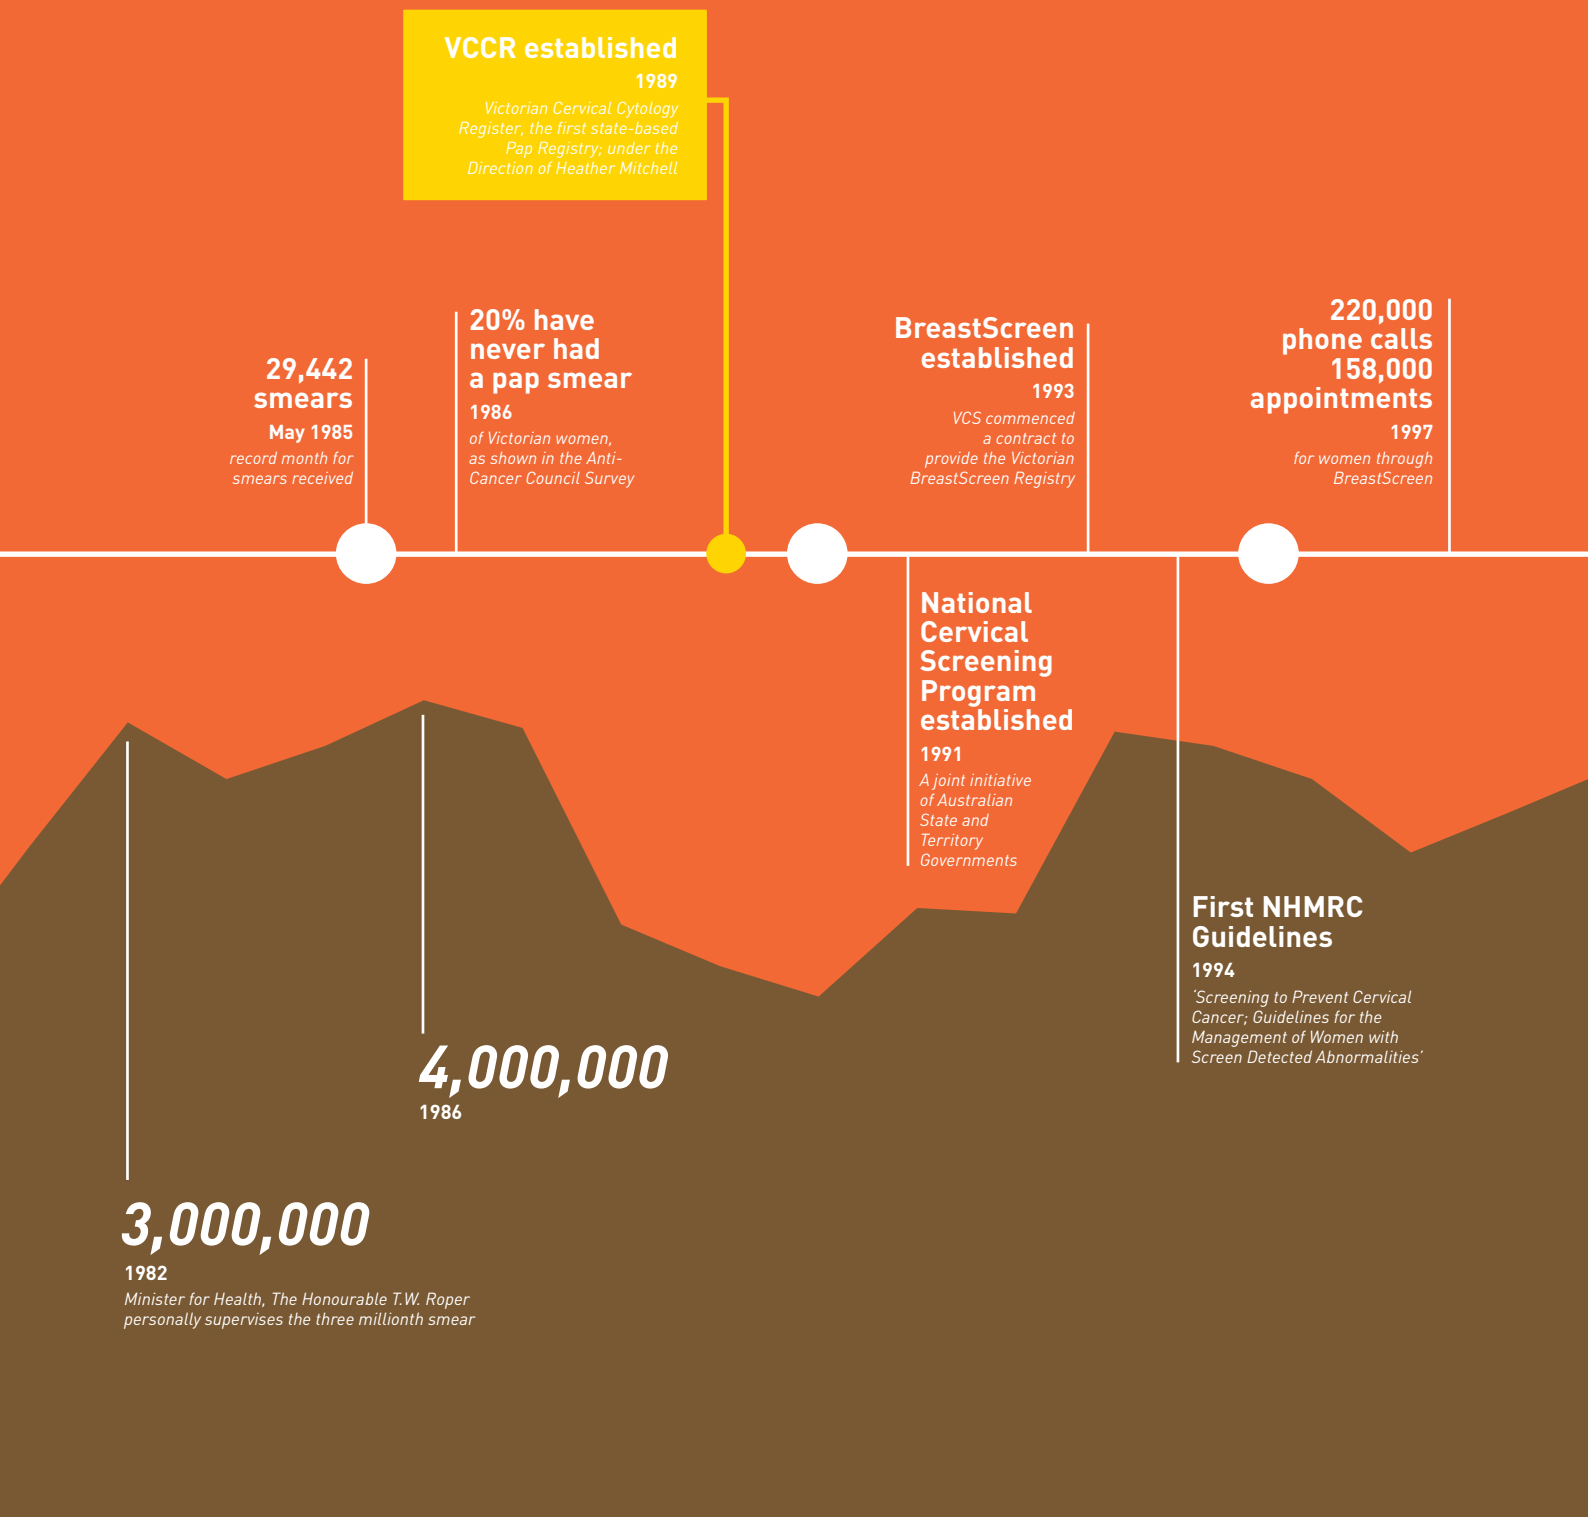 VCCR established
1989
Victorian Cervical Cytology
Register, the first state-based
Pap Registry; under the
Direction of Heather Mitchell
29,442
smears
May 1985
record month for
smears received
20% have
never had
a pap smear
1986
of Victorian women,
as shown in the Anti-
Cancer Council Survey
BreastScreen
established
1993
VCS commenced
a contract to
provide the Victorian
BreastScreen Registry
220,000
phone calls
158,000
appointments
1997
for women through
BreastScreen
National
Cervical
Screening
Program
established
1991
A joint initiative
of Australian
State and
Territory
Governments
First NHMRC
Guidelines
1994
‘Screening to Prevent Cervical
Cancer; Guidelines for the
Management of Women with
Screen Detected Abnormalities’
4,000,000
1986
3,000,000
1982
Minister for Health, The Honourable T.W. Roper
personally supervises the three millionth smear